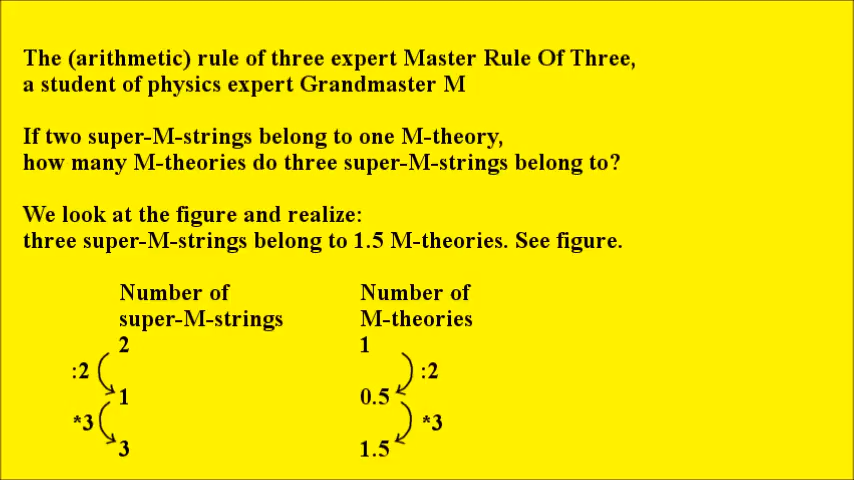 The (arithmetic) rule of three expert Master Rule Of Three,
a student of physics expert Grandmaster M
If two super-M-strings belong to one M-theory,
how many M-theories do three super-M-strings belong to?
We look at the figure and realize:
three super-M-strings belong to 1.5 M-theories. See figure.
Number of Number of
super-M-strings M-theories
2 1
:2 :2
1 0.5
*3 *3
3 1.5